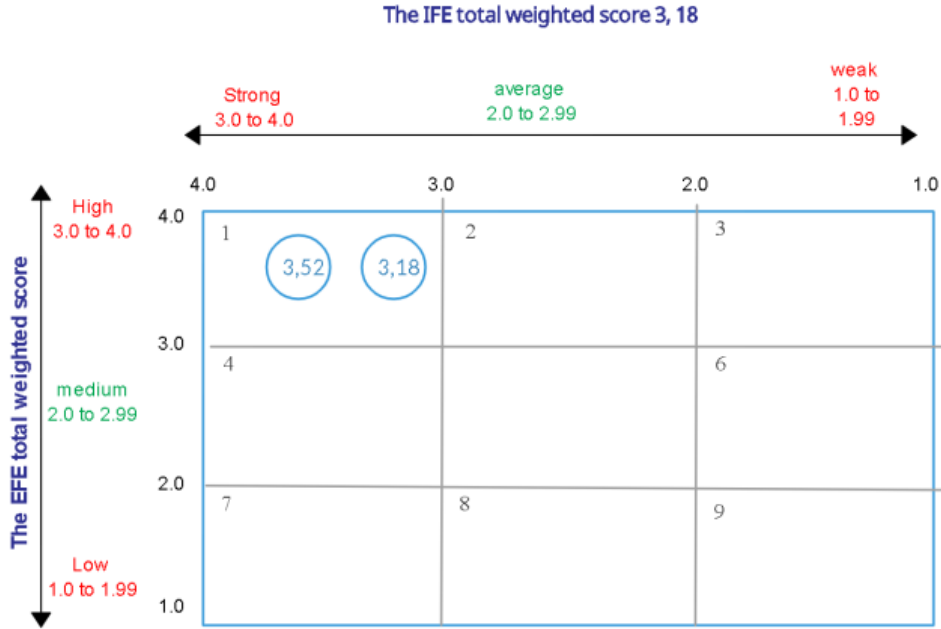 The IFE total weighted score 3, 18
Strong
3.0 to 4.0
average
2.0 to 2.99
weak
1.0 to
1.99
4.0
3.0
2.0
1.0
The EFE total weighted score
High
3.0 to 4.0
medium
2.0 to 2.99
Low
1.0 to 1.99
4.0
3.0
2.0
1.0
1
3,52
3,18
2
3
4
6
7
8
9